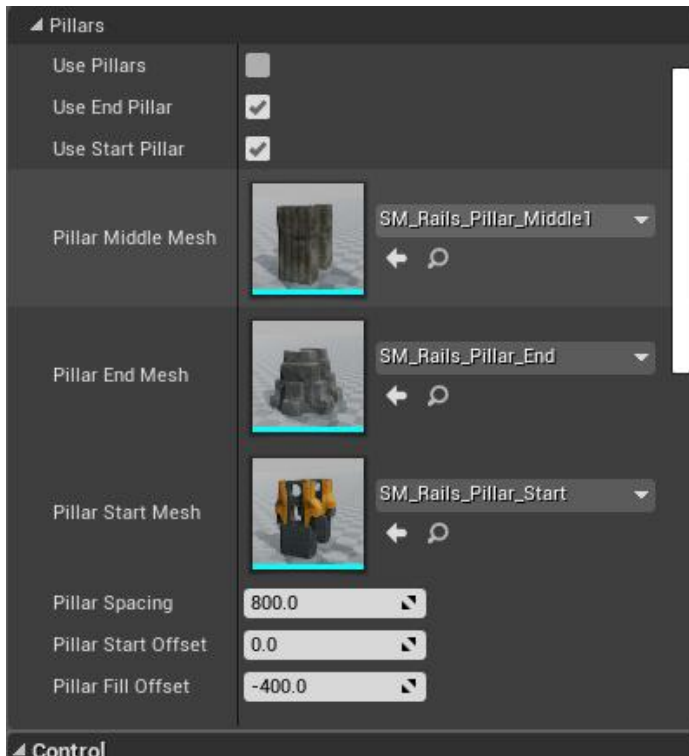 Pillars
Use Pillars
Use End Pillar
Use Start Pillar
Pillar Middle Mesh
SM_Rails_Pillar_Middle1
Pillar End Mesh
SM_Rails_Pillar_End
Pillar Start Mesh
SM_Rails_Pillar_Start
Pillar Spacing 800.0
Pillar Start Offset 0.0
Pillar Fill Offset -400.0
Control